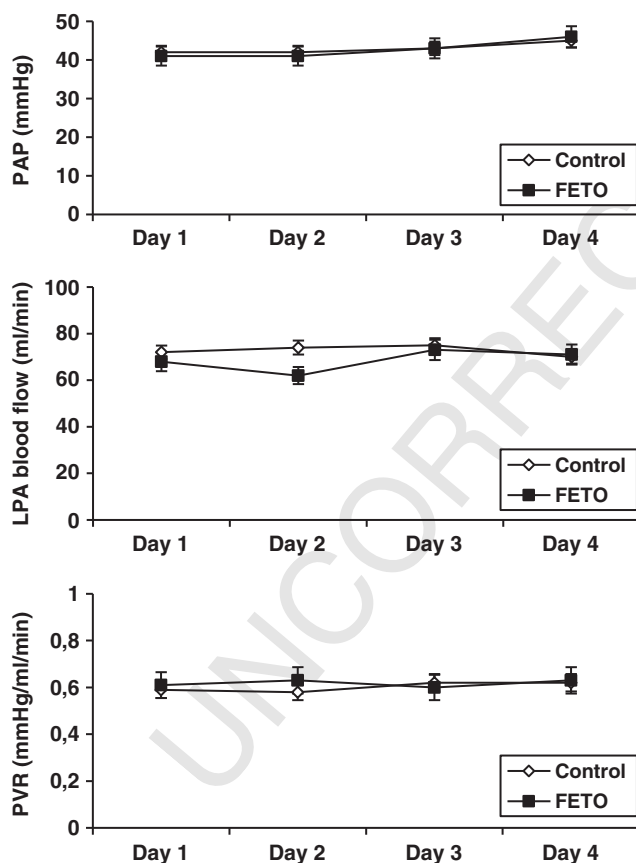 PAP (mmHg)
50
40
30
20
10
0
Control
FETO
Day 1 Day 2 Day 3 Day 4
LPA blood flow (ml/min)
100
80
60
40
20
0
Control
FETO
Day 1 Day 2 Day 3 Day 4
PVR (mmHg/ml/min)
1
0,8
0,6
0,4
0,2
0
Control
FETO
Day 1 Day 2 Day 3 Day 4
UNCORREC